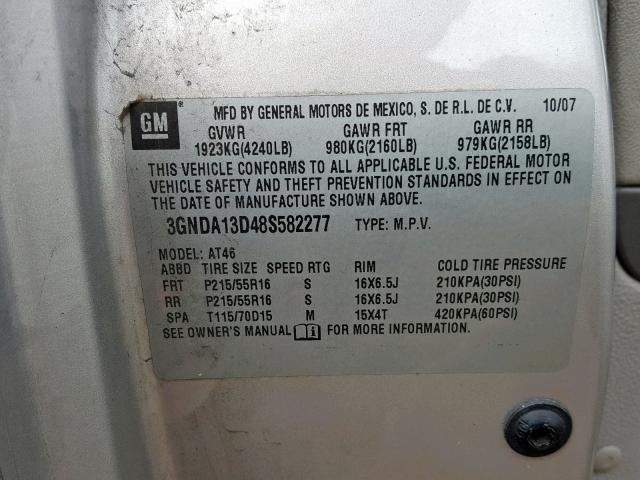 GM ® MFD BY GENERAL MOTORS DE MEXICO, S. DE R.L. DE C.V. 10/07
GVWR GAWR FRT GAWR RR
1923KG(4240LB) 980KG(2160LB) 979KG(2158LB)
THIS VEHICLE CONFORMS TO ALL APPLICABLE U.S. FEDERAL MOTOR
VEHICLE SAFETY AND THEFT PREVENTION STANDARDS IN EFFECT ON
THE DATE OF MANUFACTURE SHOWN ABOVE.
3GNDA13D48S582277 TYPE: M.P.V.
MODEL: AT46
ABBD TIRE SIZE SPEED RTG RIM COLD TIRE PRESSURE
FRT P215/55R16 S 16X6.5J 210KPA(30PSI)
RR P215/55R16 S 16X6.5J 210KPA(30PSI)
SPA T115/70D15 M 15X4T 420KPA(60PSI)
SEE OWNER'S MANUAL FOR MORE INFORMATION.